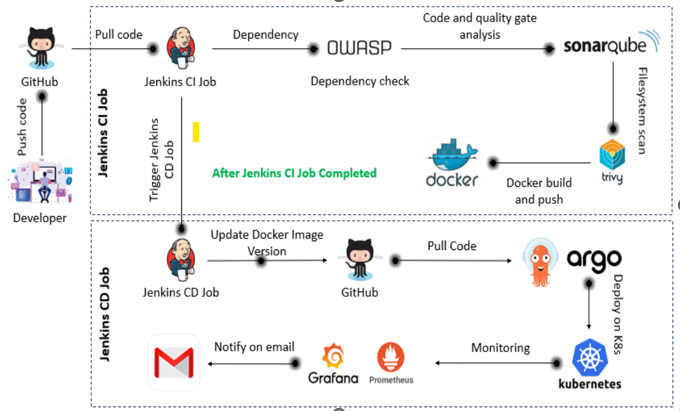 Pull code
Dependency
Code and quality gate
analysis
OWASP
sonarqube
GitHub
Jenkins CI Job
Dependency check
Push code
Jenkins CI Job
Trigger Jenkins
CD Job
After Jenkins CI Job Completed
Filesystem scan
trivy
docker
Docker build
and push
Developer
Update Docker Image
Version
Pull Code
argo
Jenkins CD Job
GitHub
Jenkins CD Job
Deploy on K8s
Notify on email
Monitoring
Grafana
Prometheus
kubernetes